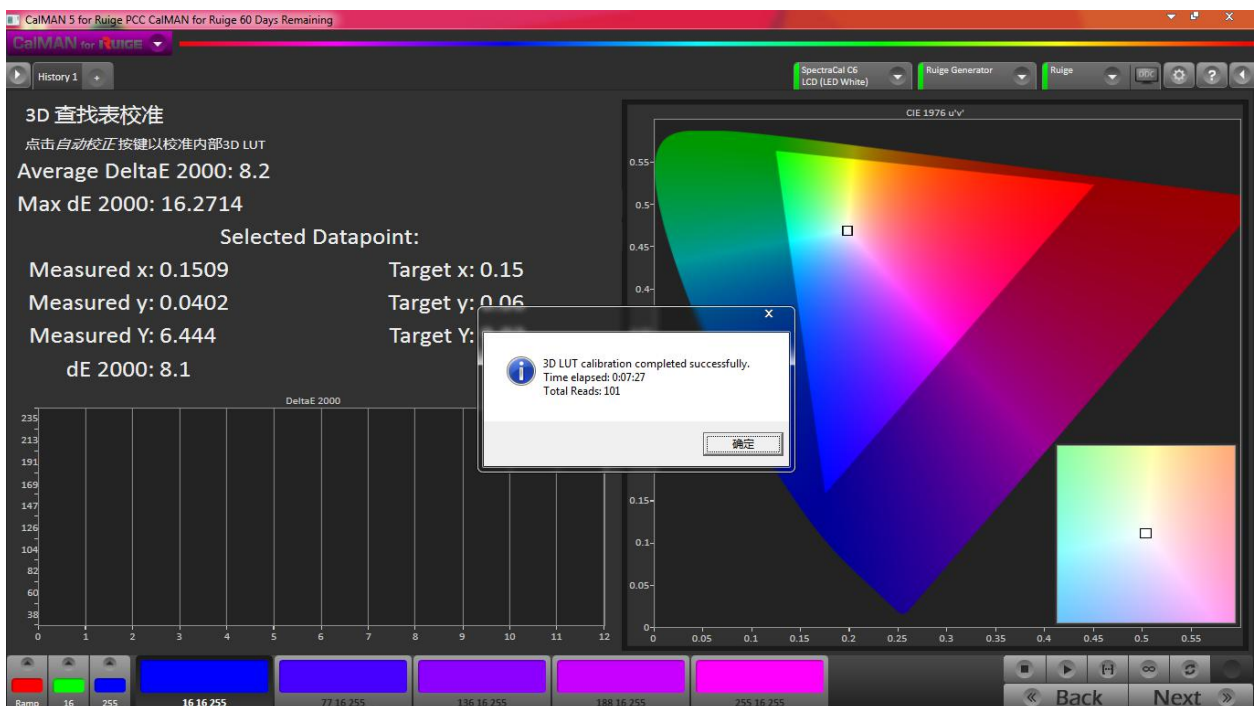 CalMAN 5 for Ruige PCC CalMAN for Ruige 60 Days Remaining
CalMAN for RUIGE
History 1
+
SpectraCal C6
LCD (LED White)
Ruige Generator
Ruige
DDC
?
3D 查找表校准
点击自动校正按键以校准内部3D LUT
Average DeltaE 2000: 8.2
Max dE 2000: 16.2714
Selected Datapoint:
Measured x: 0.1509
Target x: 0.15
Measured y: 0.0402
Target y: 0.06
Measured Y: 6.444
Target Y:
dE 2000: 8.1
DeltaE 2000
235
213
191
169
147
126
104
82
60
38
0 1 2 3 4 5 6 7 8 9 10 11 12
CIE 1976 u'v'
0.55
0.5
0.45
0.4
0.15
0.1
0.05
0
0 0.05 0.1 0.15 0.2 0.25 0.3 0.35 0.4 0.45 0.5 0.55
x
3D LUT calibration completed successfully.
Time elapsed: 0:07:27
Total Reads: 101
确定
Ramp 16 255
16 16 255
77 16 255
136 16 255
188 16 255
255 16 255
Back
Next